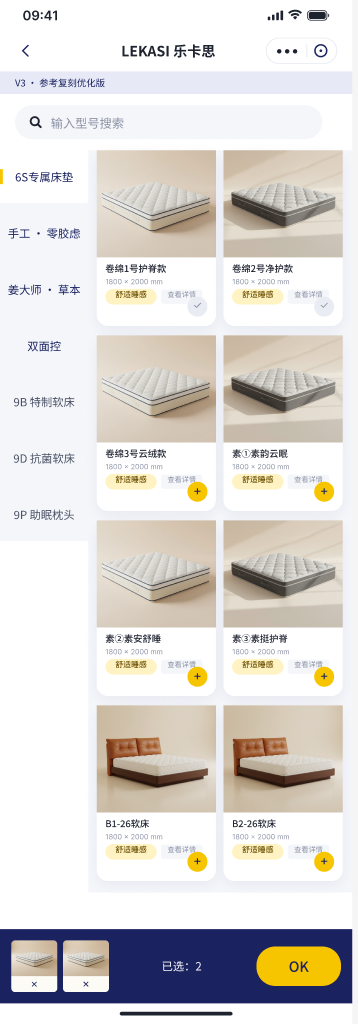 09:41
LEKASI 乐卡思
V3 · 参考复刻优化版
输入型号搜索
6S专属床垫
手工 · 零胶虑
姜大师 · 草本
双面控
9B 特制软床
9D 抗菌软床
9P 助眠枕头
卷绵1号护脊款
1800 × 2000 mm
舒适睡感
查看详情
卷绵2号净护款
1800 × 2000 mm
舒适睡感
查看详情
卷绵3号云绒款
1800 × 2000 mm
舒适睡感
查看详情
+
素①素韵云眠
1800 × 2000 mm
舒适睡感
查看详情
+
素②素安舒睡
1800 × 2000 mm
舒适睡感
查看详情
+
素③素挺护脊
1800 × 2000 mm
舒适睡感
查看详情
+
B1-26软床
1800 × 2000 mm
舒适睡感
查看详情
+
B2-26软床
1800 × 2000 mm
舒适睡感
查看详情
+
×
×
已选：2
OK